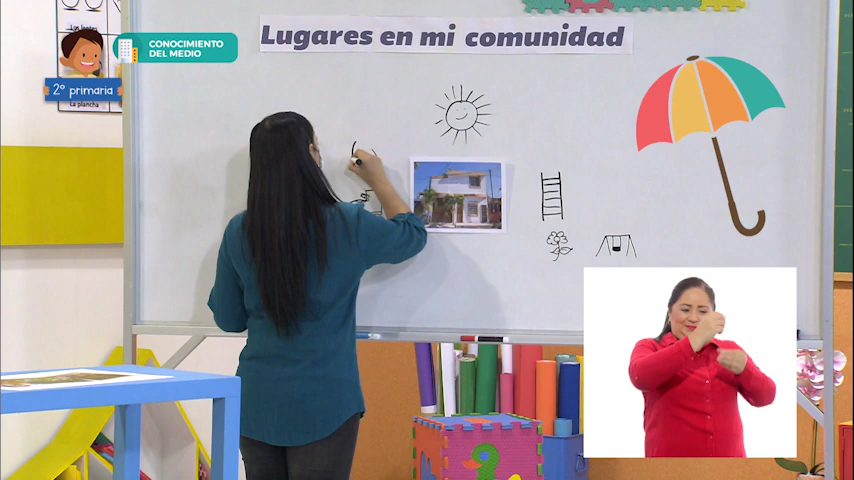 Lugares en mi comunidad
CONOCIMIENTO
DEL MEDIO
2° primaria
La plancha